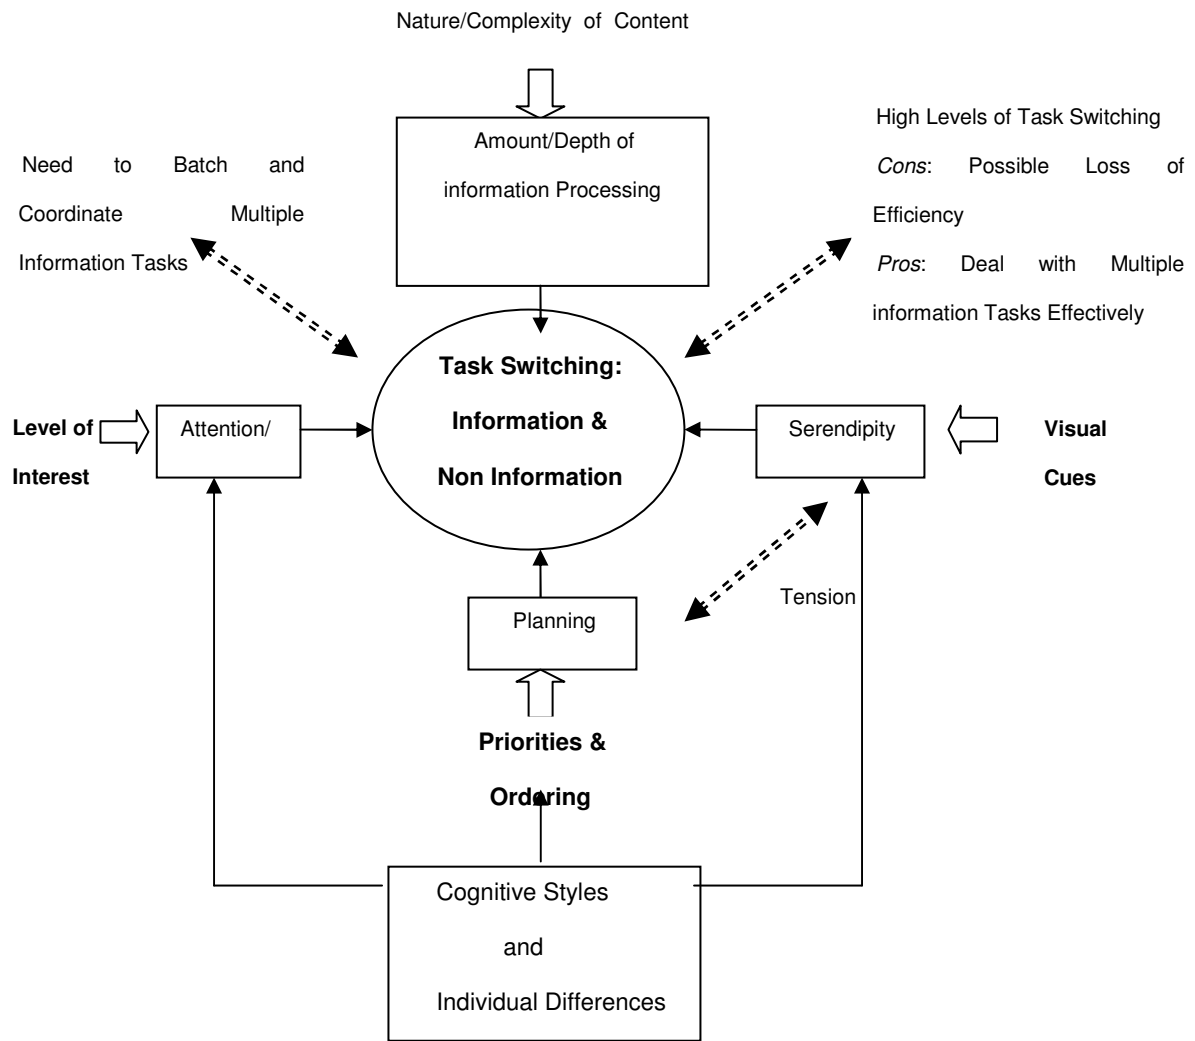 Nature/Complexity of Content
Amount/Depth of
information Processing
Need to Batch and
Coordinate Multiple
Information Tasks
High Levels of Task Switching
Cons: Possible Loss of
Efficiency
Pros: Deal with Multiple
information Tasks Effectively
Task Switching:
Information &
Non Information
Level of
Interest
Attention/
Serendipity
Visual
Cues
Tension
Planning
Priorities &
Ordering
Cognitive Styles
and
Individual Differences